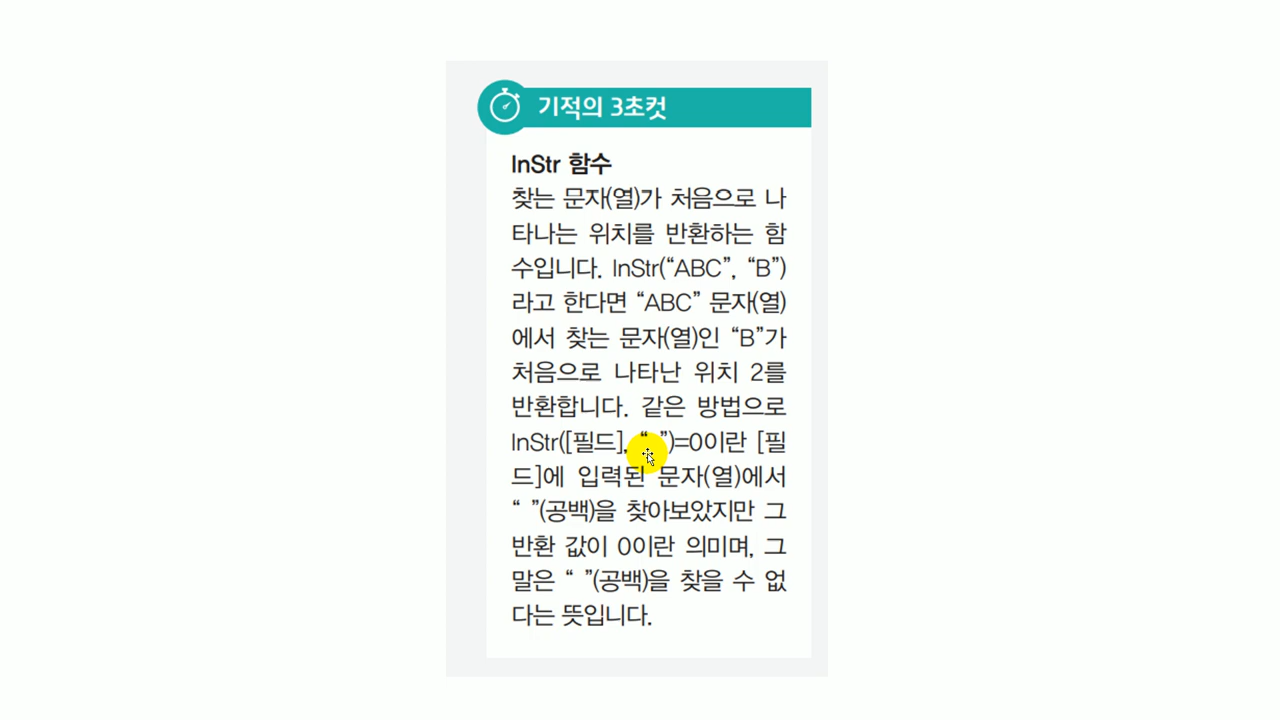 기적의 3초컷
InStr 함수
찾는 문자(열)가 처음으로 나
타나는 위치를 반환하는 함
수입니다. InStr(“ABC”, “B”)
라고 한다면 “ABC” 문자(열)
에서 찾는 문자(열)인 “B”가
처음으로 나타난 위치 2를
반환합니다. 같은 방법으로
InStr([필드], “ ”)=0이란 [필
드]에 입력된 문자(열)에서
“ ”(공백)을 찾아보았지만 그
반환 값이 0이란 의미며, 그
말은 “ ”(공백)을 찾을 수 없
다는 뜻입니다.